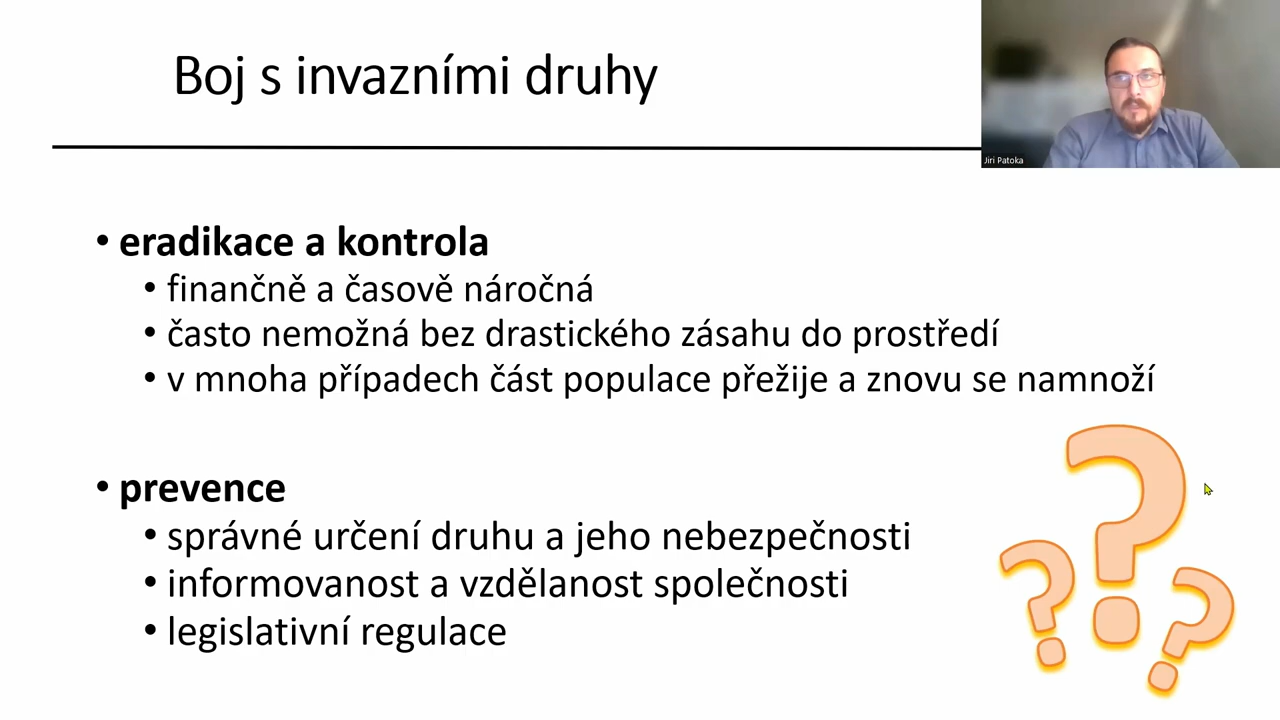 Boj s invazními druhy
Jiri Patoka
• eradikace a kontrola
• finančně a časově náročná
• často nemožná bez drastického zásahu do prostředí
• v mnoha případech část populace přežije a znovu se namnoží
• prevence
• správné určení druhu a jeho nebezpečnosti
• informovanost a vzdělanost společnosti
• legislativní regulace
???